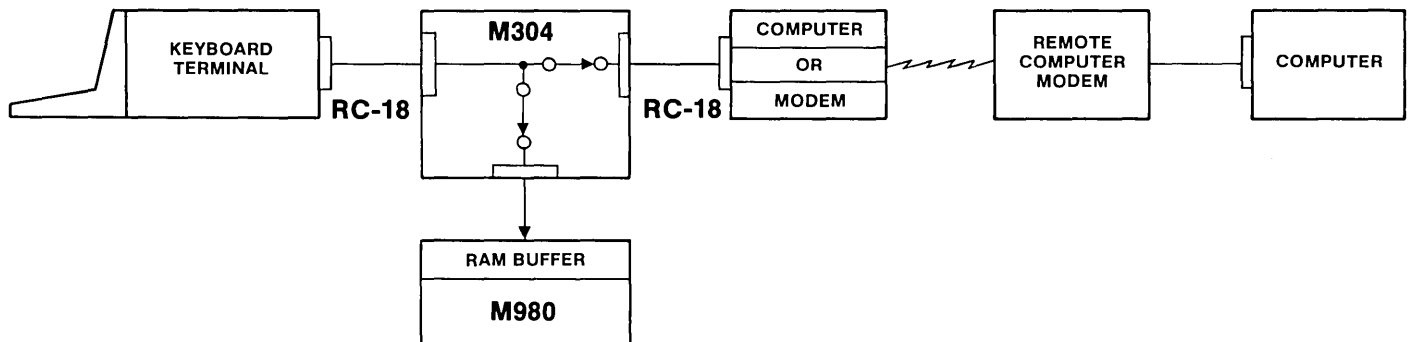 KEYBOARD
TERMINAL
RC-18
M304
RC-18
COMPUTER
OR
MODEM
REMOTE
COMPUTER
MODEM
COMPUTER
RAM BUFFER
M980